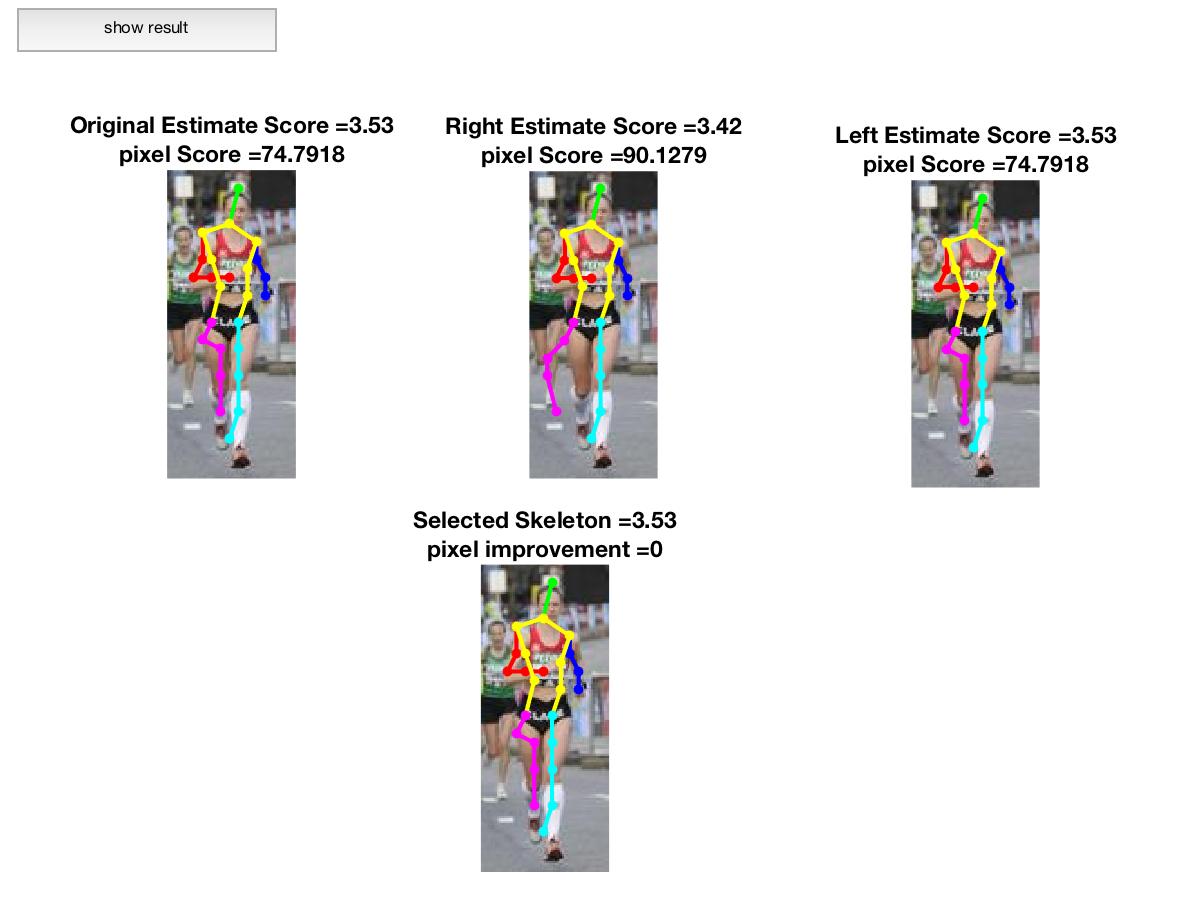 show result
Original Estimate Score =3.53
pixel Score =74.7918
Right Estimate Score =3.42
pixel Score =90.1279
Left Estimate Score =3.53
pixel Score =74.7918
Selected Skeleton =3.53
pixel improvement =0